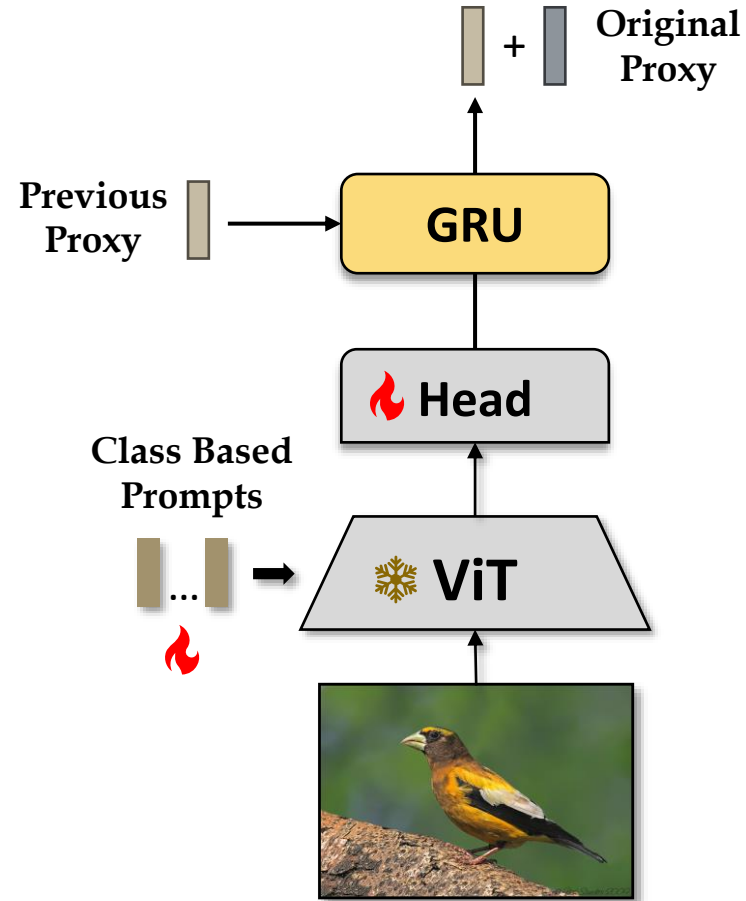 Original
Proxy
+
Previous
Proxy
GRU
Head
Class Based
Prompts
...
ViT